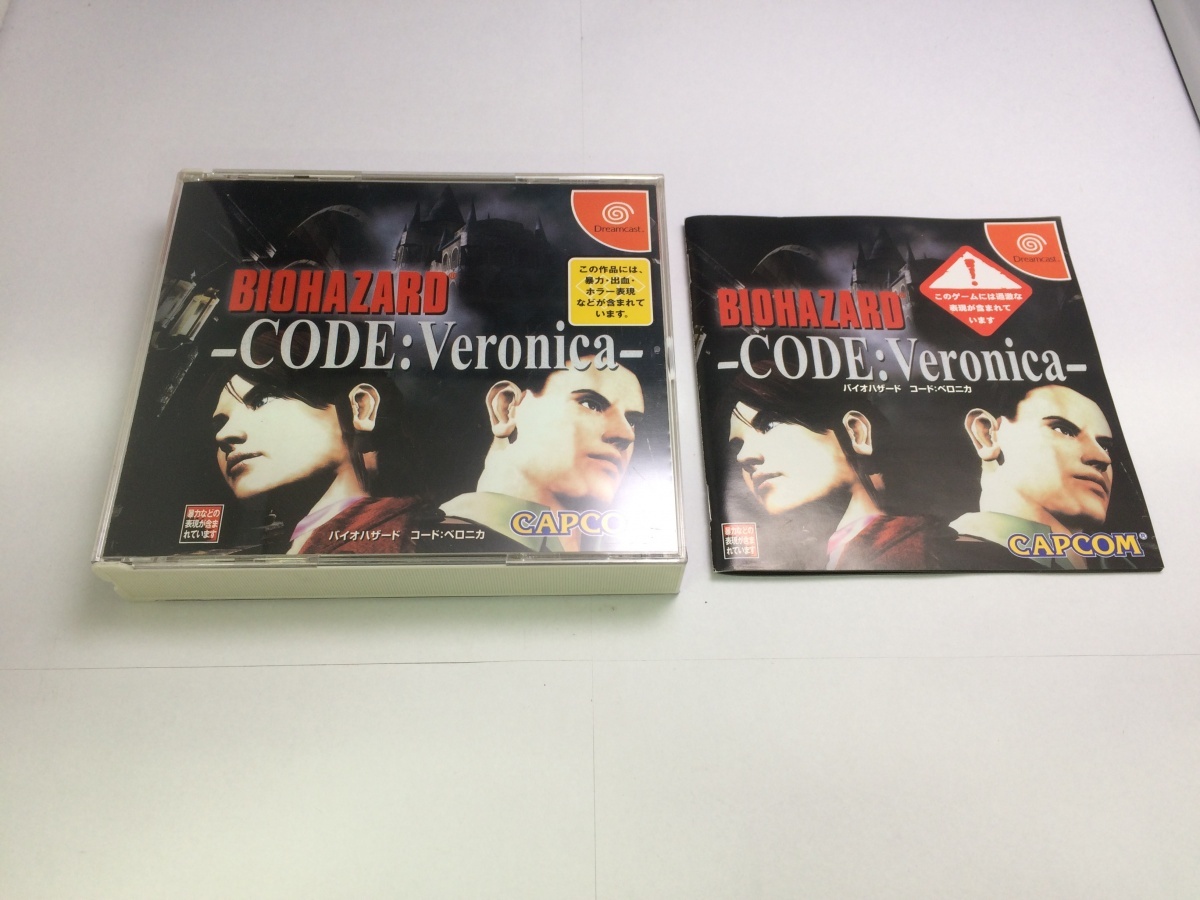 Dreamcast.
BIOHAZARD
この作品には、
暴力・出血・
ホラー表現
などが含まれて
います。
-CODE:Veronica-
暴力などの
表現が含ま
れています
バイオハザード コード:ベロニカ
CAPCO
Dreamcast.
このゲームには過激な
表現が含まれて
います
BIOHAZARD
-CODE:Veronica-
バイオハザード コード:ベロニカ
暴力などの
表現が含ま
れています
CAPCOM®